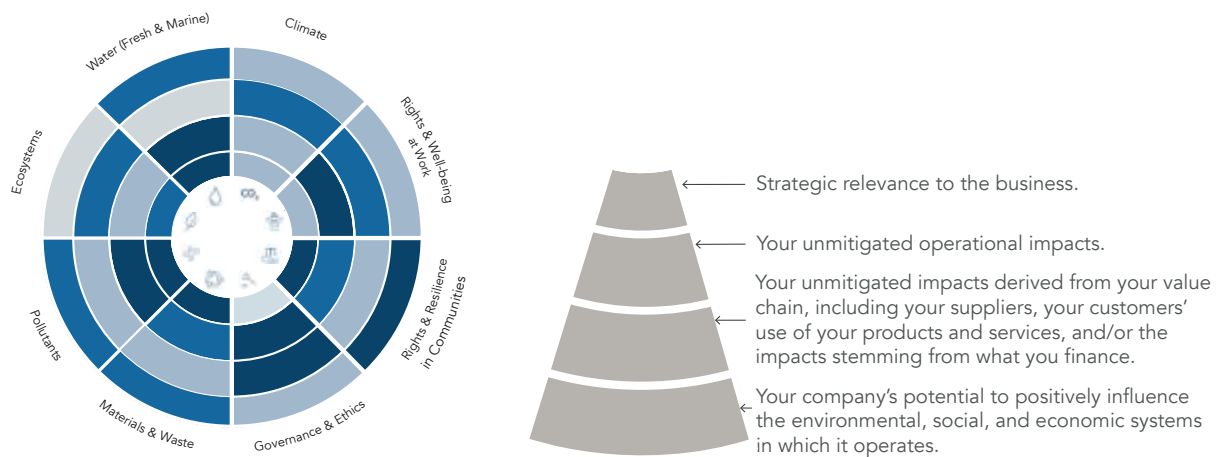 Water (Fresh & Marine)
Climate
Rights & Well-being
at Work
Rights & Resilience
in Communities
Governance & Ethics
Materials & Waste
Pollutants
Ecosystems
CO₂
Strategic relevance to the business.
Your unmitigated operational impacts.
Your unmitigated impacts derived from your value
chain, including your suppliers, your customers’
use of your products and services, and/or the
impacts stemming from what you finance.
Your company’s potential to positively influence
the environmental, social, and economic systems
in which it operates.